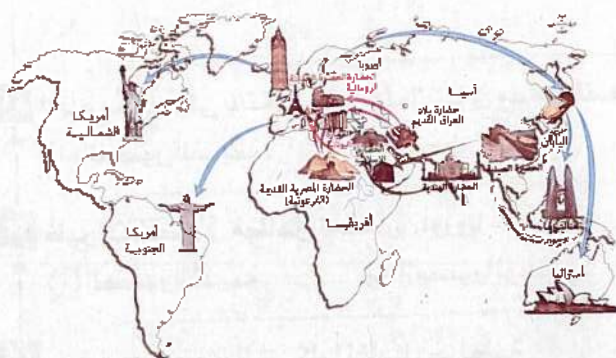 أوروبا
الحضارة
الرومانية
آسيا
حضارة بلاد
العراق القديم
أمريكا
الشمالية
اليابان
الحضارة الصينية
الحضارة الهندية
الحضارة المصرية القديمة
(الفرعونية)
أفريقيا
أمريكا
الجنوبية
أستراليا